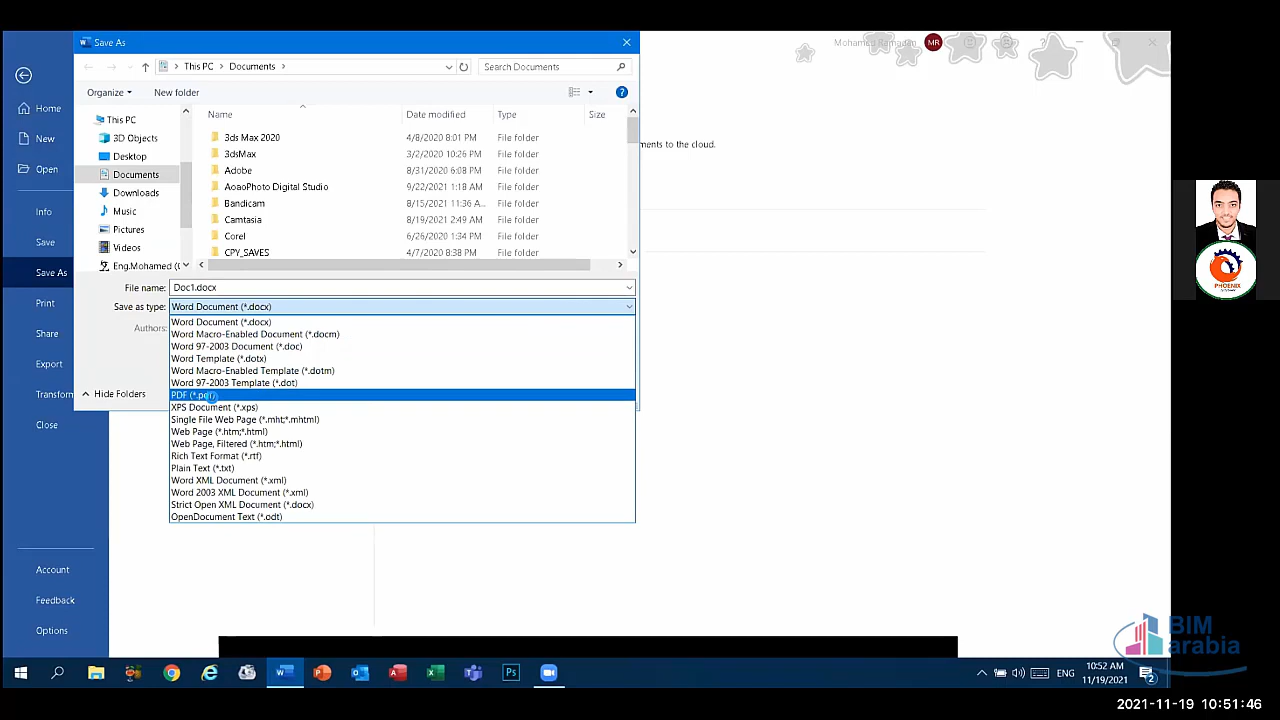 Save As
Mohamed Ramadan MR
This PC > Documents >
Search Documents
Organize
New folder
Home
New
Open
Info
Save
Save As
Print
Share
Export
Transform
Close
Account
Feedback
Options
This PC
3D Objects
Desktop
Documents
Downloads
Music
Pictures
Videos
Eng.Mohamed (
Name Date modified Type Size
3ds Max 2020 4/8/2020 8:01 PM File folder
3dsMax 3/2/2020 10:26 PM File folder
Adobe 8/31/2020 6:08 PM File folder
AoaoPhoto Digital Studio 9/22/2021 1:18 AM File folder
Bandicam 8/15/2021 11:36 A... File folder
Camtasia 8/19/2021 2:49 AM File folder
Corel 6/26/2020 1:34 PM File folder
CPY_SAVES 4/7/2020 8:38 PM File folder
ments to the cloud.
File name: Doc1.docx
Save as type: Word Document (*.docx)
Authors:
Word Document (*.docx)
Word Macro-Enabled Document (*.docm)
Word 97-2003 Document (*.doc)
Word Template (*.dotx)
Word Macro-Enabled Template (*.dotm)
Word 97-2003 Template (*.dot)
PDF (*.pdf)
XPS Document (*.xps)
Single File Web Page (*.mht;*.mhtml)
Web Page (*.htm;*.html)
Web Page, Filtered (*.htm;*.html)
Rich Text Format (*.rtf)
Plain Text (*.txt)
Word XML Document (*.xml)
Word 2003 XML Document (*.xml)
Strict Open XML Document (*.docx)
OpenDocument Text (*.odt)
Hide Folders
PHOENIX
BIM
arabia
ENG
10:52 AM
11/19/2021
2
2021-11-19 10:51:46